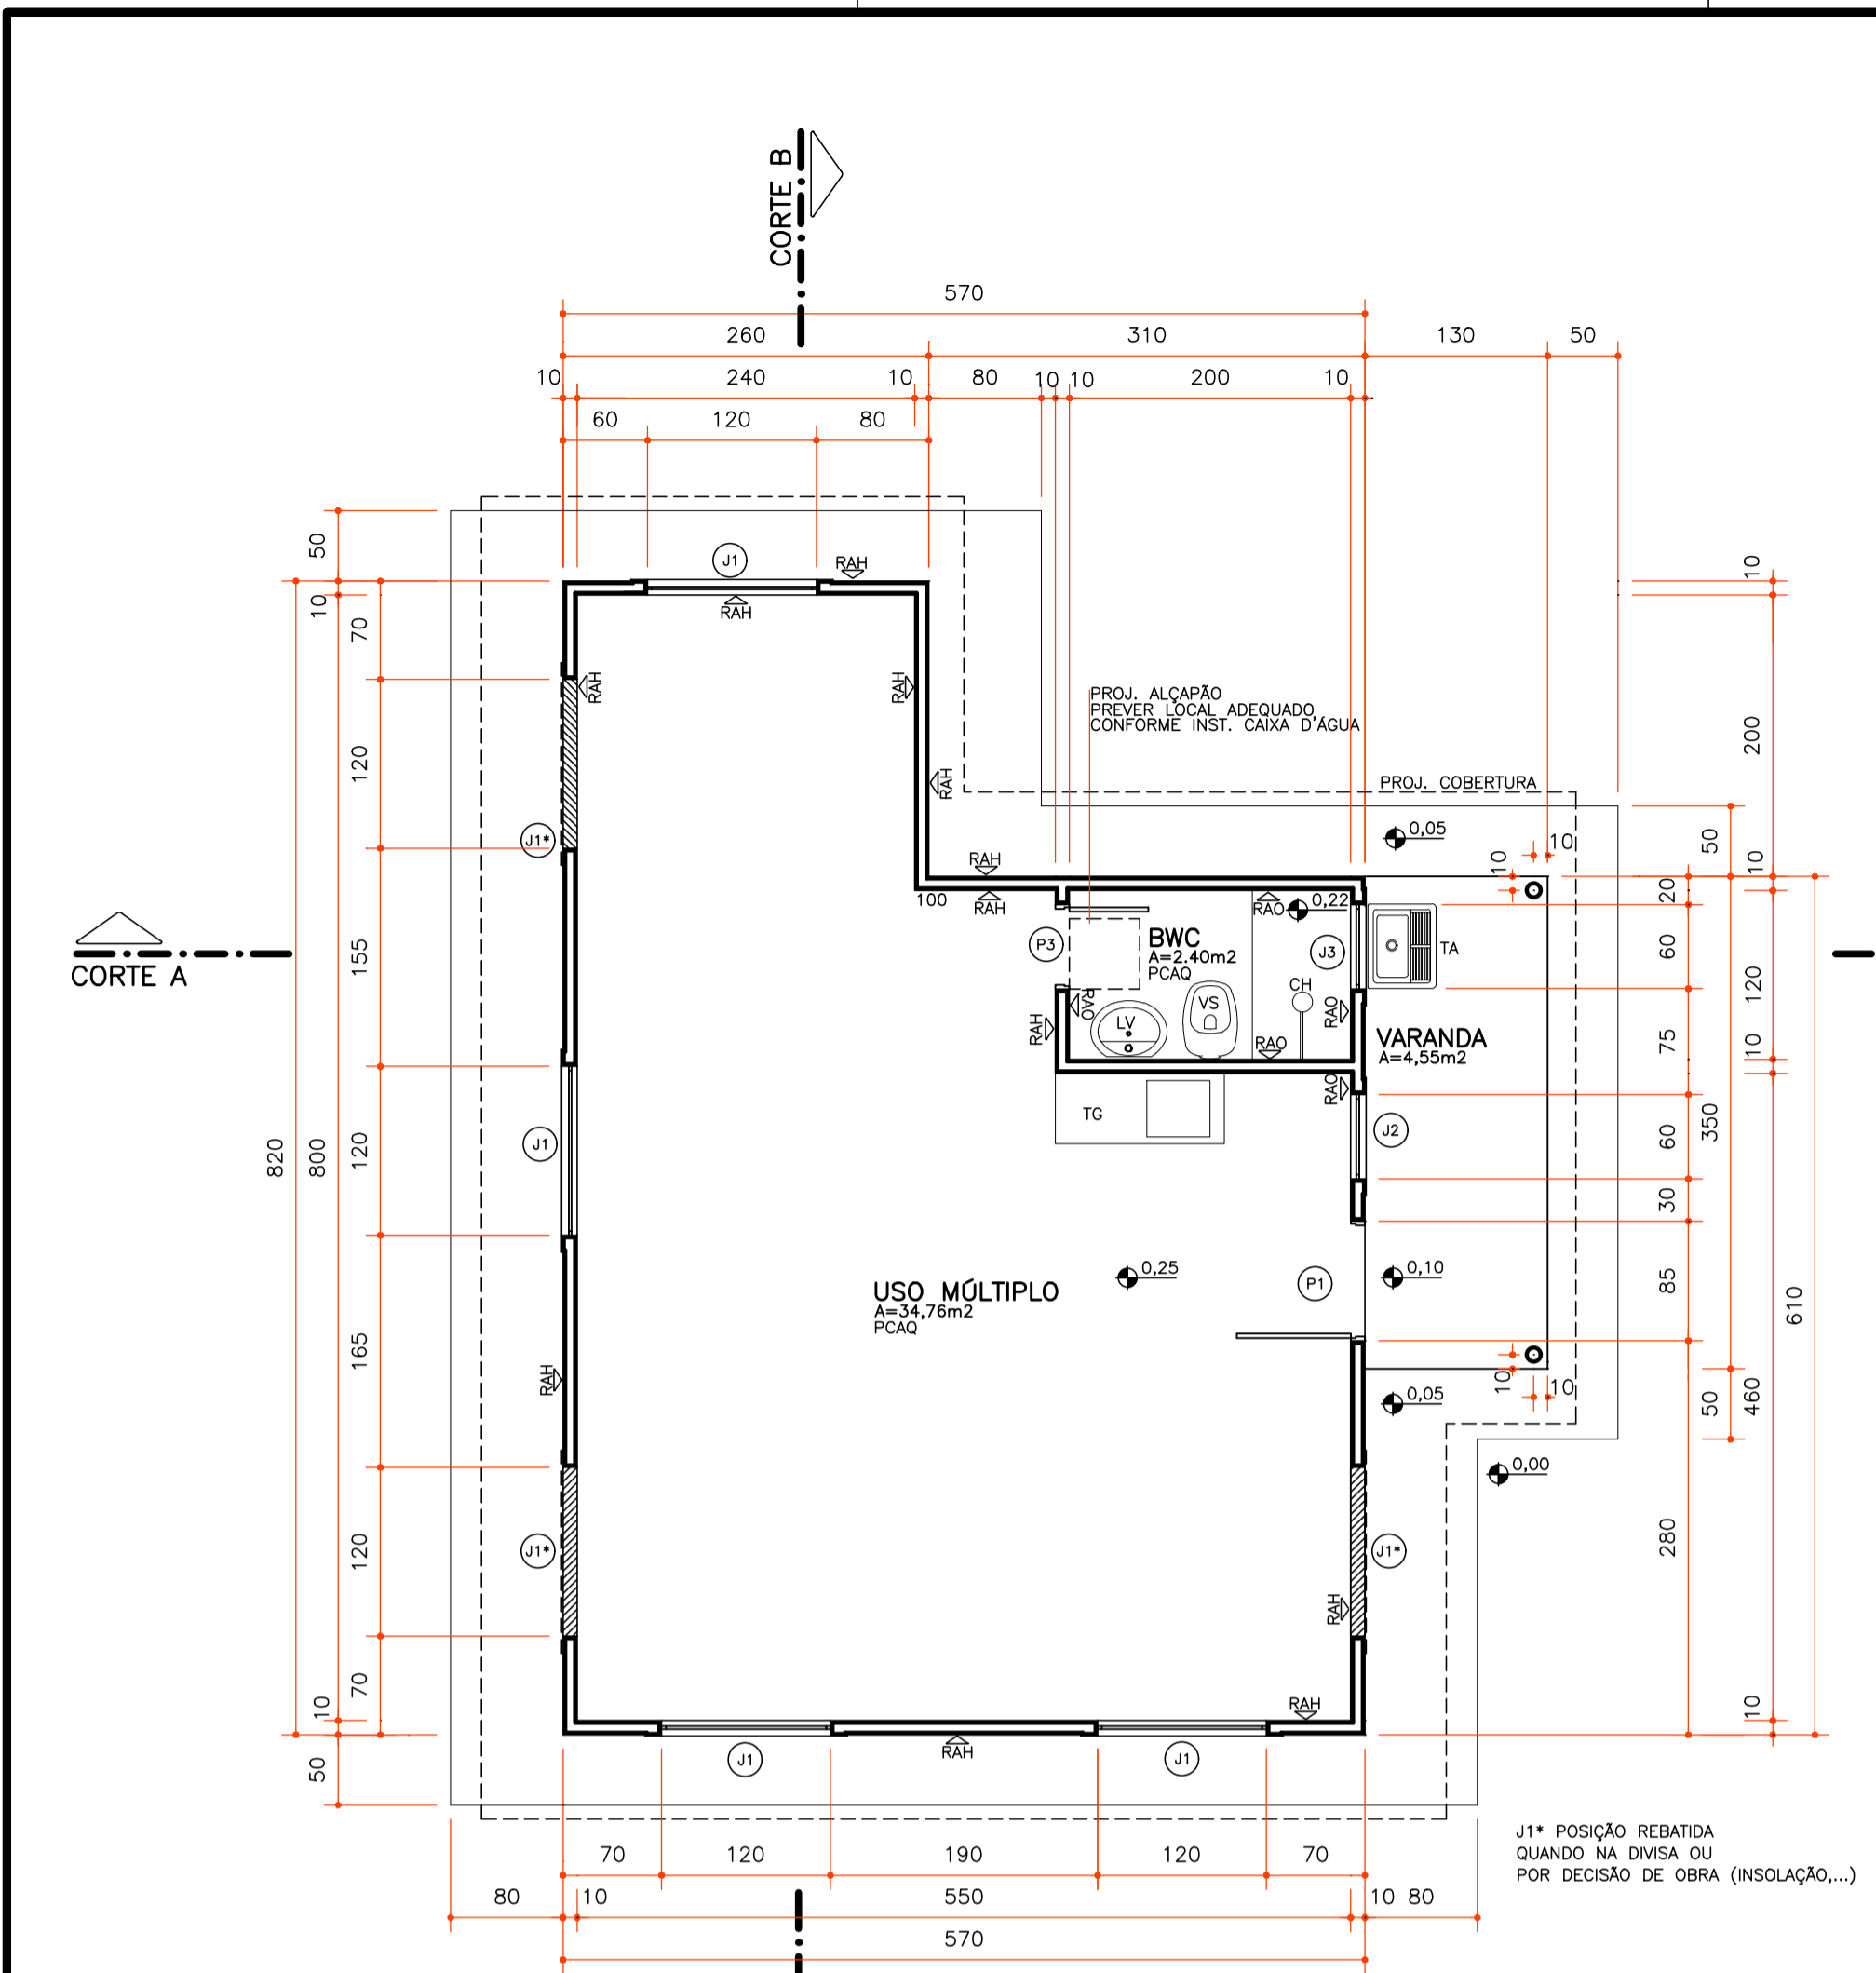 CORTE B
570
260
310
130
50
10
240
10
80
10
10
200
10
60
120
80
50
10
70
120
155
120
165
120
70
10
50
820
800
J1
RAH
RAH
RAH
RAH
RAH
J1*
10
200
PROJ. ALÇAPÃO
PREVER LOCAL ADEQUADO
CONFORME INST. CAIXA D'ÁGUA
PROJ. COBERTURA
0,05
10
10
50
10
20
RAH
100
RAH
RAO
0,22
CORTE A
P3
BWC
A=2.40m2
PCAQ
J3
TA
60
120
CH
VS
LV
RAO
RAH
RAO
RAO
VARANDA
A=4,55m2
75
10
RAO
TG
J1
J2
60
350
30
USO MÚLTIPLO
A=34,76m2
PCAQ
0,25
P1
0,10
85
610
RAH
10
10
0,05
50
460
0,00
J1*
J1*
280
RAH
RAH
10
J1
RAH
J1
J1* POSIÇÃO REBATIDA
QUANDO NA DIVISA OU
POR DECISÃO DE OBRA (INSOLAÇÃO,...)
70
120
190
120
70
80
10
550
10
80
570